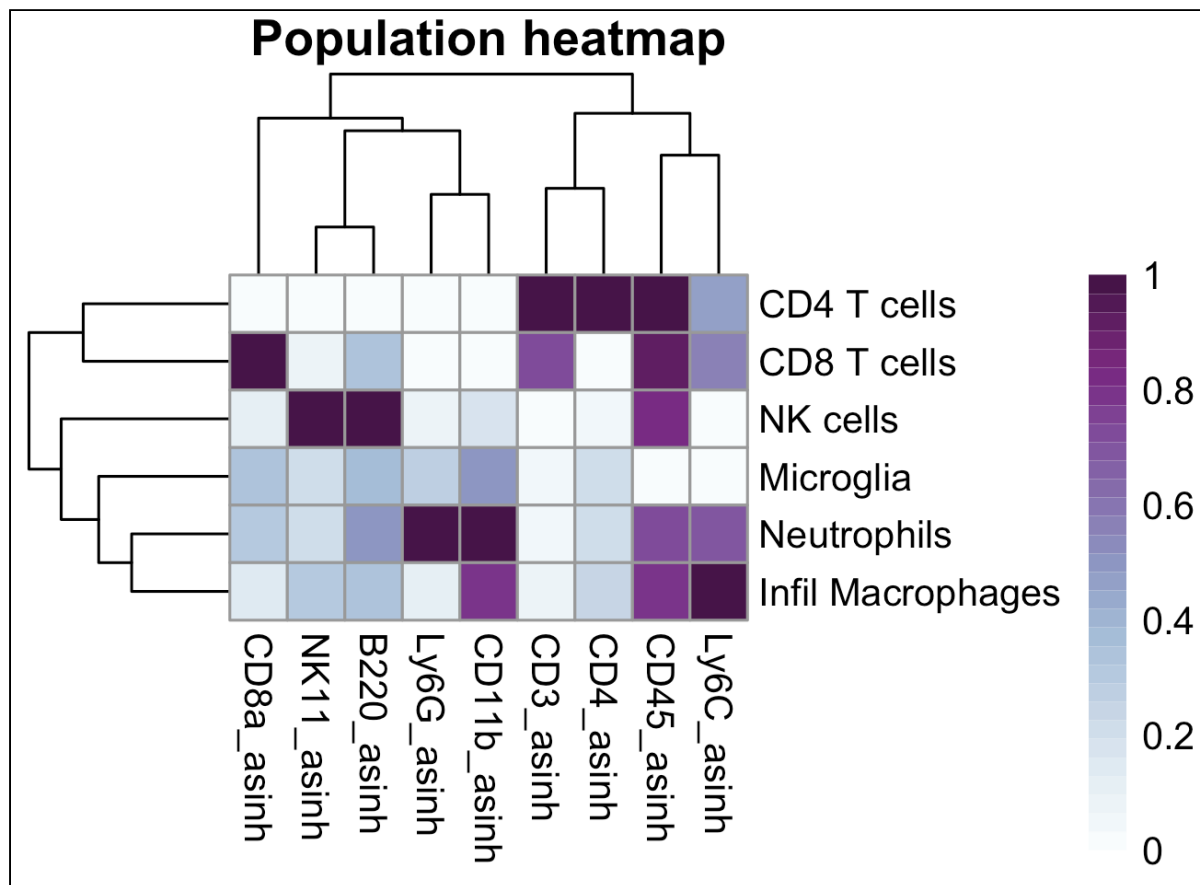 Population heatmap
CD4 T cells
CD8 T cells
NK cells
Microglia
Neutrophils
Infil Macrophages
CD8a_asinh
NK11_asinh
B220_asinh
Ly6G_asinh
CD11b_asinh
CD3_asinh
CD4_asinh
CD45_asinh
Ly6C_asinh
1
0.8
0.6
0.4
0.2
0